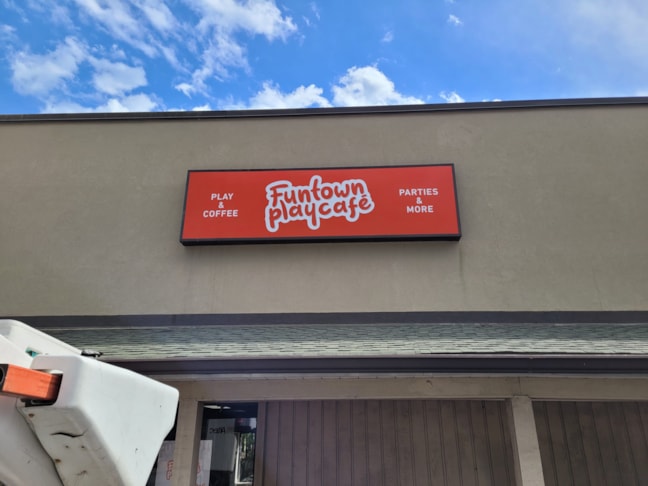 PLAY
&
COFFEE
Funtown
playcafé
PARTIES
&
MORE